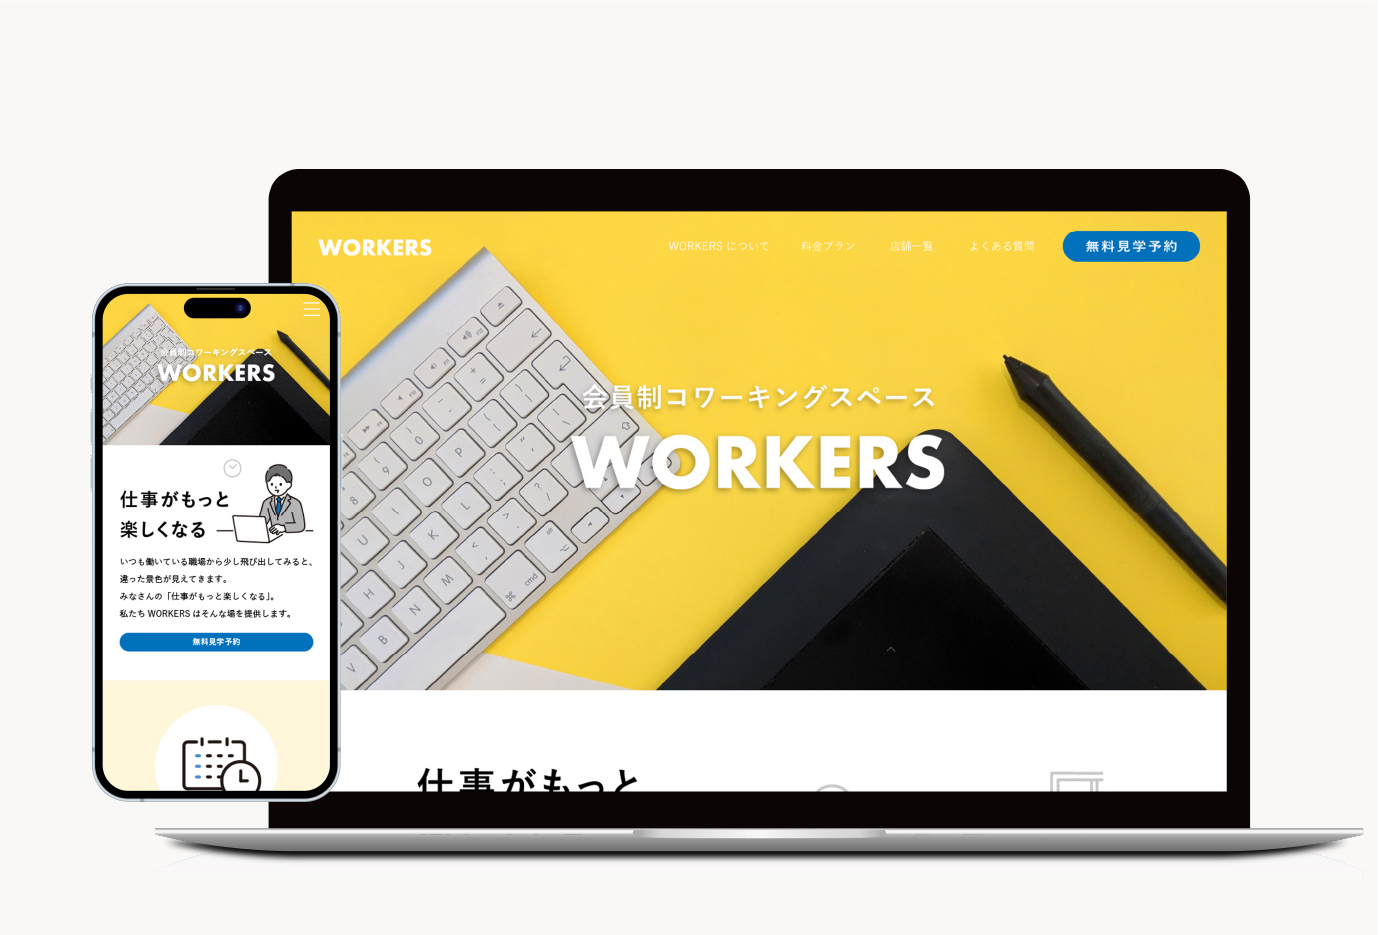 WORKERS
WORKERS について 料金プラン 店舗一覧 よくある質問 無料見学予約
会員制コワーキングスペース
WORKERS
仕事がもっと
会員制コワーキングスペース
WORKERS
仕事がもっと
楽しくなる
いつも働いている職場から少し飛び出してみると、
違った景色が見えてきます。
みなさんの「仕事がもっと楽しくなる」。
私たち WORKERS はそんな場を提供します。
無料見学予約